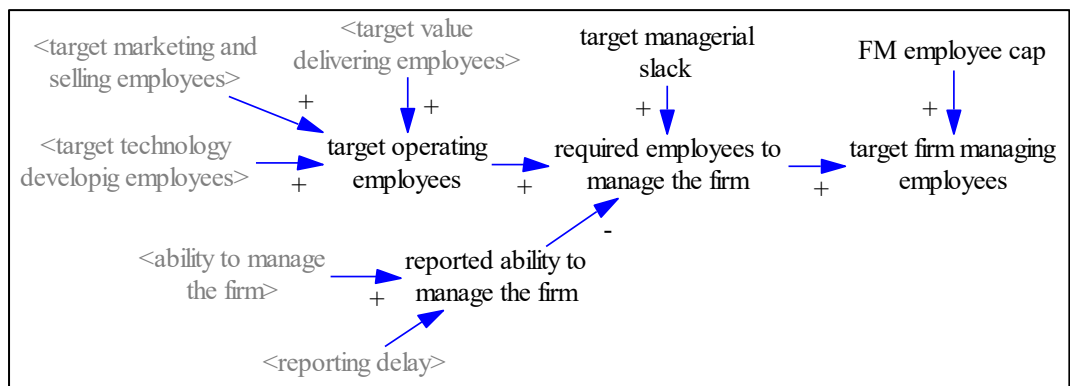 <target marketing and
selling employees>
<target value
delivering employees>
target managerial
slack
FM employee cap
+
+
+
+
<target technology
developig employees>
+
target operating
employees
+
required employees to
manage the firm
+
target firm managing
employees
-
<ability to manage
the firm>
+
reported ability to
manage the firm
<reporting delay>